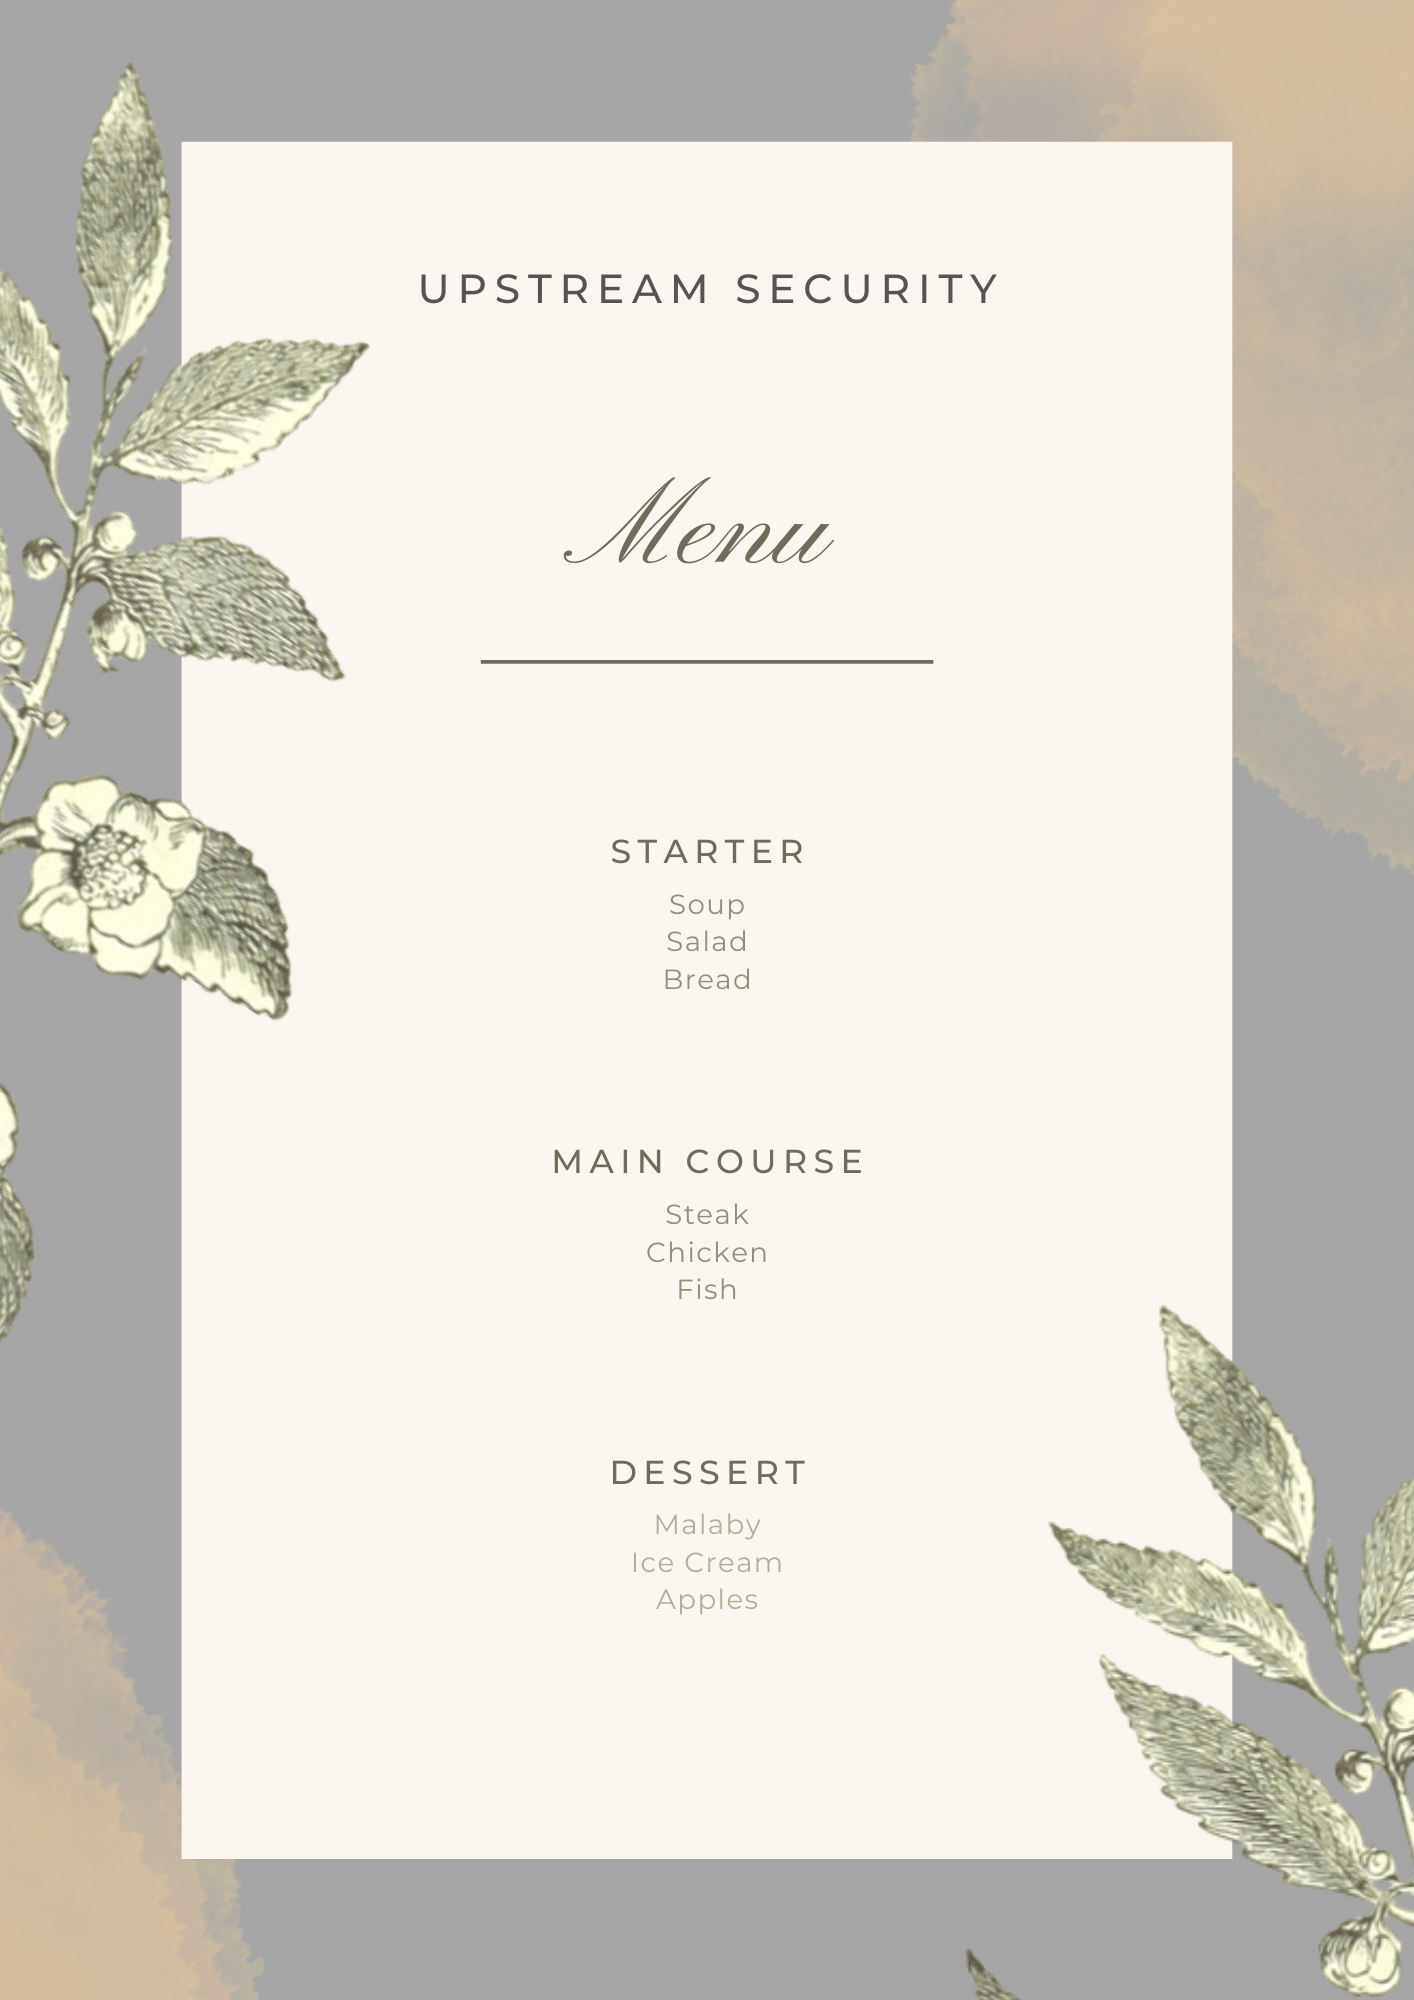 UPSTREAM SECURITY
Menu
STARTER
Soup
Salad
Bread
MAIN COURSE
Steak
Chicken
Fish
DESSERT
Malaby
Ice Cream
Apples